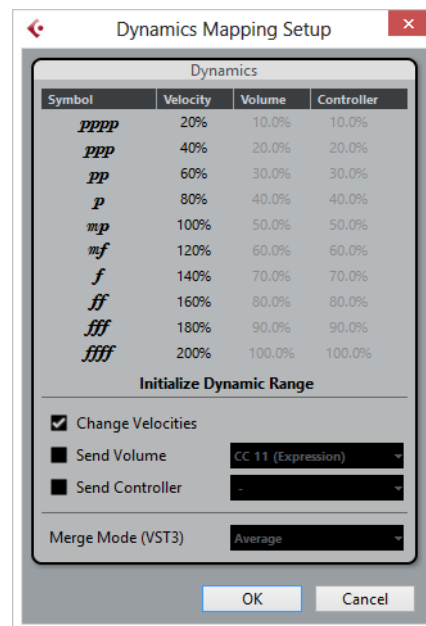 Dynamics Mapping Setup
Dynamics
Symbol Velocity Volume Controller
pppp 20% 10.0% 10.0%
ppp 40% 20.0% 20.0%
pp 60% 30.0% 30.0%
p 80% 40.0% 40.0%
mp 100% 50.0% 50.0%
mf 120% 60.0% 60.0%
f 140% 70.0% 70.0%
ff 160% 80.0% 80.0%
fff 180% 90.0% 90.0%
ffff 200% 100.0% 100.0%
Initialize Dynamic Range
Change Velocities
Send Volume CC 11 (Expression)
Send Controller -
Merge Mode (VST3) Average
OK Cancel